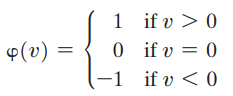 1 if v > 0
φ(v) = { 0 if v = 0
−1 if v < 0